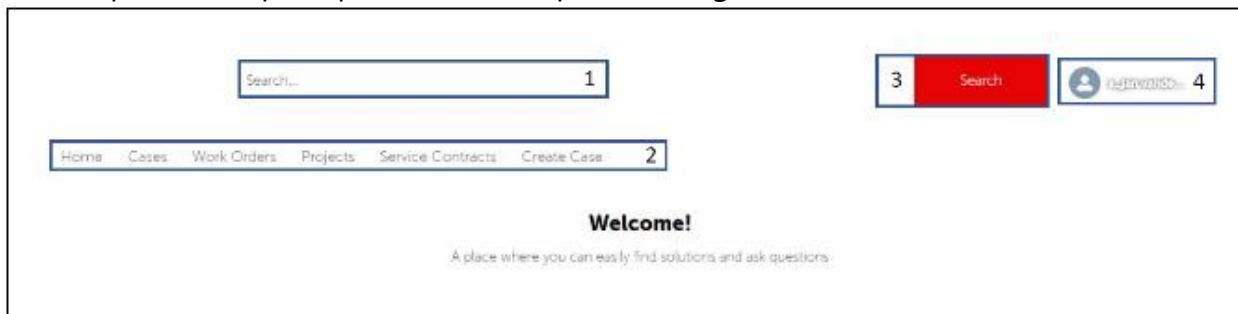 Search... 1
3 Search
4
Home Cases Work Orders Projects Service Contracts Create Case 2
Welcome!
A place where you can easily find solutions and ask questions